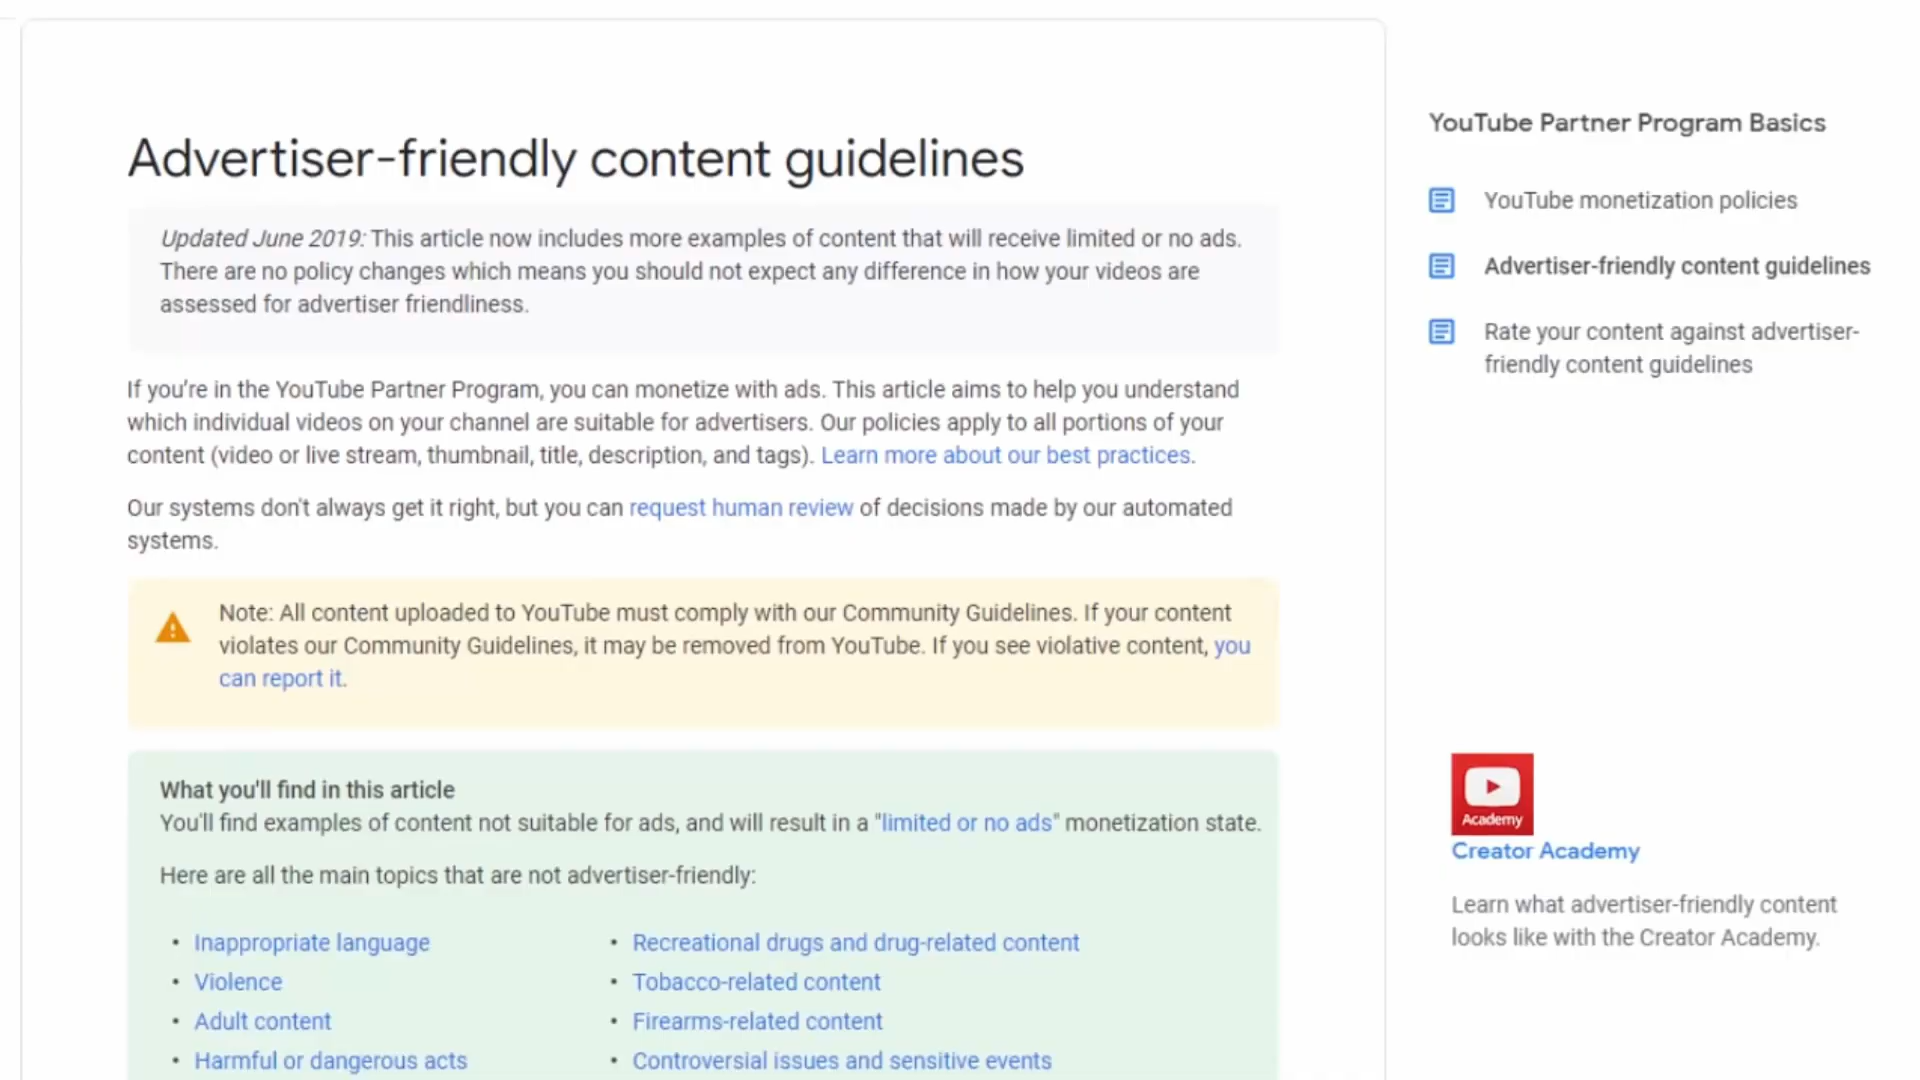 Advertiser-friendly content guidelines
Updated June 2019: This article now includes more examples of content that will receive limited or no ads.
There are no policy changes which means you should not expect any difference in how your videos are
assessed for advertiser friendliness.
If you're in the YouTube Partner Program, you can monetize with ads. This article aims to help you understand
which individual videos on your channel are suitable for advertisers. Our policies apply to all portions of your
content (video or live stream, thumbnail, title, description, and tags). Learn more about our best practices.
Our systems don't always get it right, but you can request human review of decisions made by our automated
systems.
Note: All content uploaded to YouTube must comply with our Community Guidelines. If your content
violates our Community Guidelines, it may be removed from YouTube. If you see violative content, you
can report it.
What you'll find in this article
You'll find examples of content not suitable for ads, and will result in a "limited or no ads" monetization state.
Here are all the main topics that are not advertiser-friendly:
• Inappropriate language
• Violence
• Adult content
• Harmful or dangerous acts
• Recreational drugs and drug-related content
• Tobacco-related content
• Firearms-related content
• Controversial issues and sensitive events
YouTube Partner Program Basics
YouTube monetization policies
Advertiser-friendly content guidelines
Rate your content against advertiser-
friendly content guidelines
Academy
Creator Academy
Learn what advertiser-friendly content
looks like with the Creator Academy.